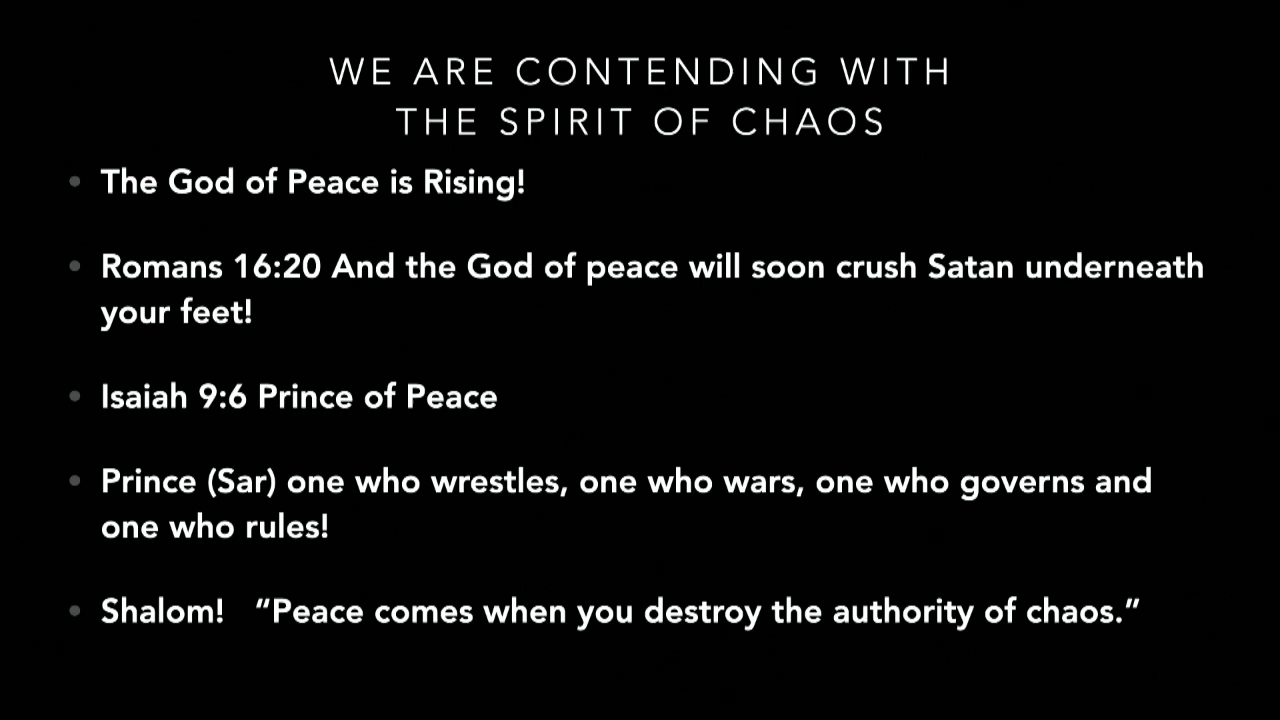 WE ARE CONTENDING WITH
THE SPIRIT OF CHAOS
• The God of Peace is Rising!
• Romans 16:20 And the God of peace will soon crush Satan underneath
your feet!
• Isaiah 9:6 Prince of Peace
• Prince (Sar) one who wrestles, one who wars, one who governs and
one who rules!
• Shalom!   “Peace comes when you destroy the authority of chaos.”